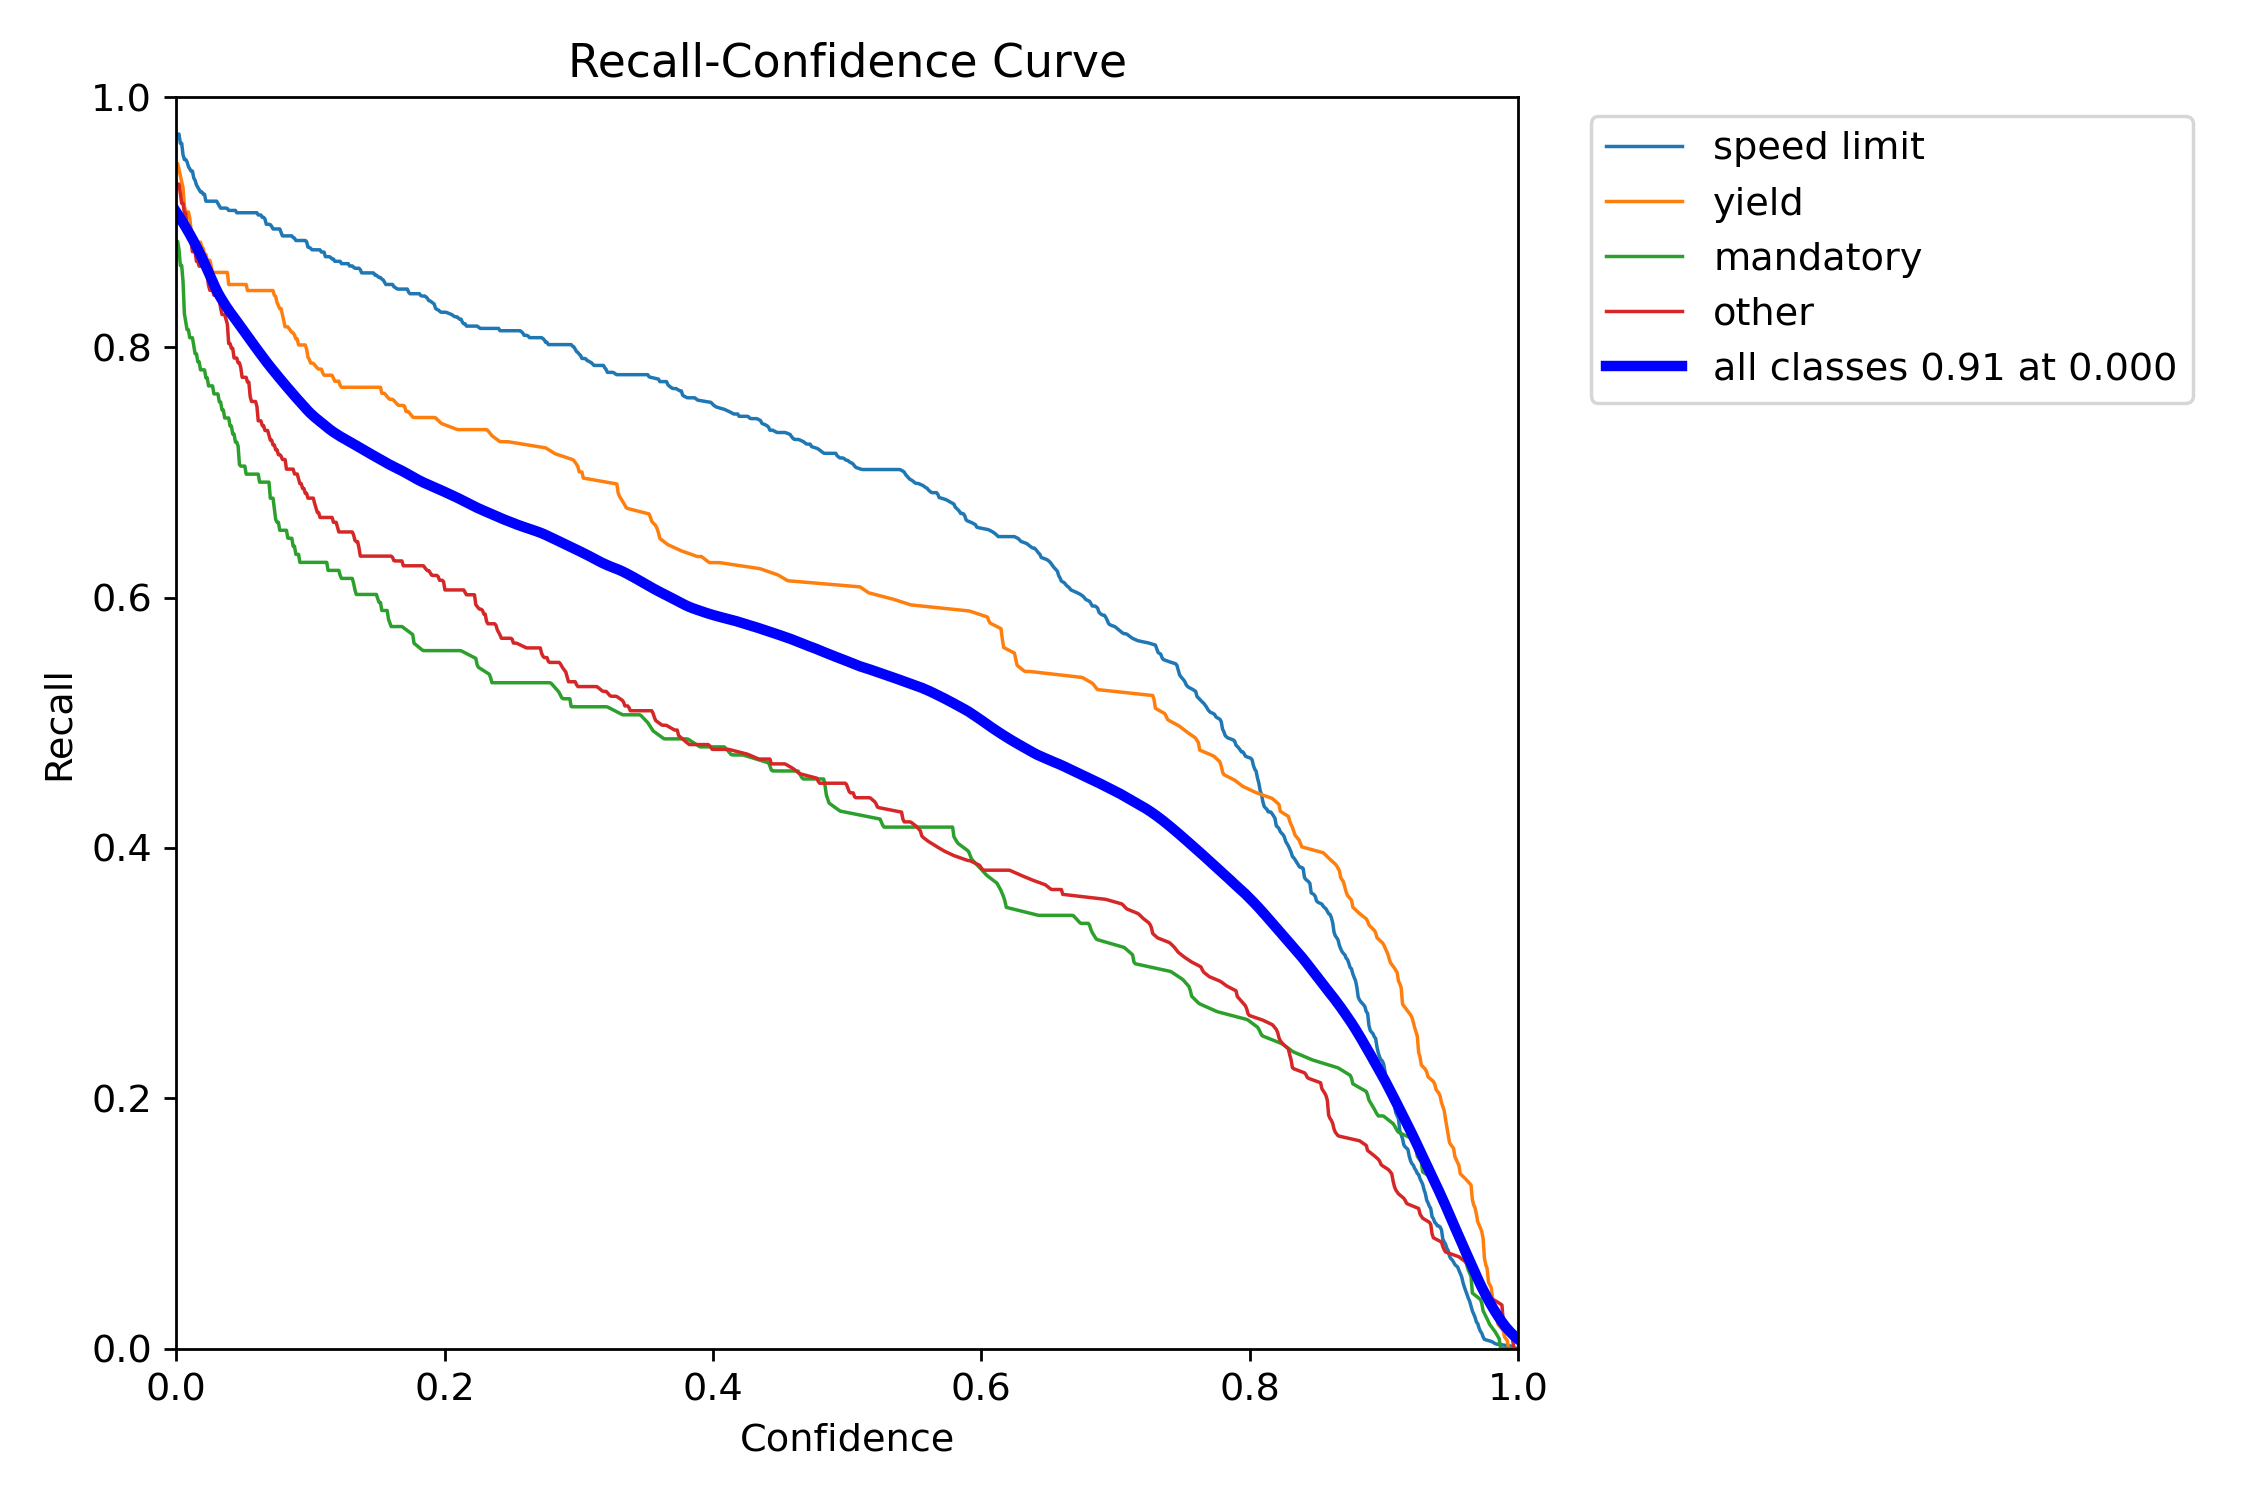 Recall-Confidence Curve
1.0
0.8
0.6
0.4
0.2
0.0
Recall
0.0 0.2 0.4 0.6 0.8 1.0
Confidence
speed limit
yield
mandatory
other
all classes 0.91 at 0.000